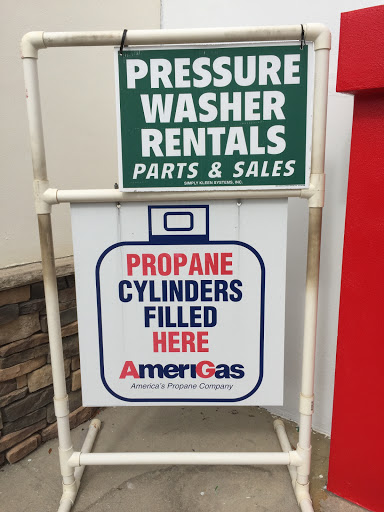 PRESSURE
WASHER
RENTALS
PARTS & SALES
SIMPLY KLEEN SYSTEMS, INC.
PROPANE
CYLINDERS
FILLED
HERE
AmeriGas
America's Propane Company